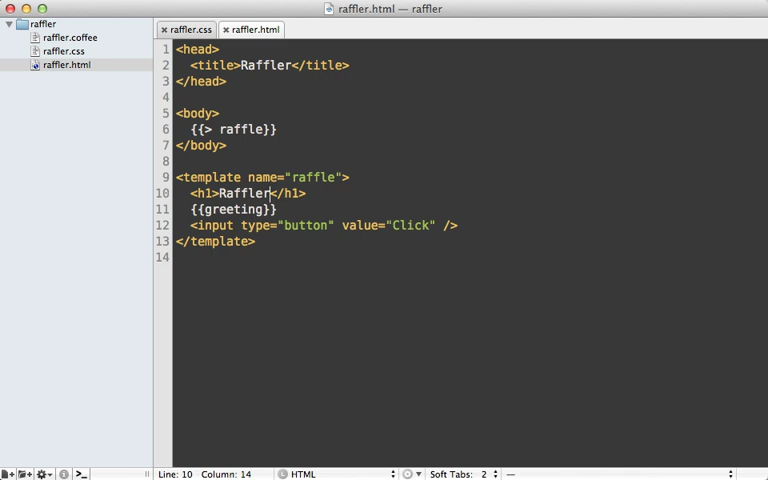 raffler.html — raffler
raffler
raffler.coffee
raffler.css
raffler.html
raffler.css raffler.html
1 <head>
2 <title>Raffler</title>
3 </head>
4
5 <body>
6 {{> raffle}}
7 </body>
8
9 <template name="raffle">
10 <h1>Raffler</h1>
11 {{greeting}}
12 <input type="button" value="Click" />
13 </template>
14
Line: 10 Column: 14 L HTML Soft Tabs: 2 —